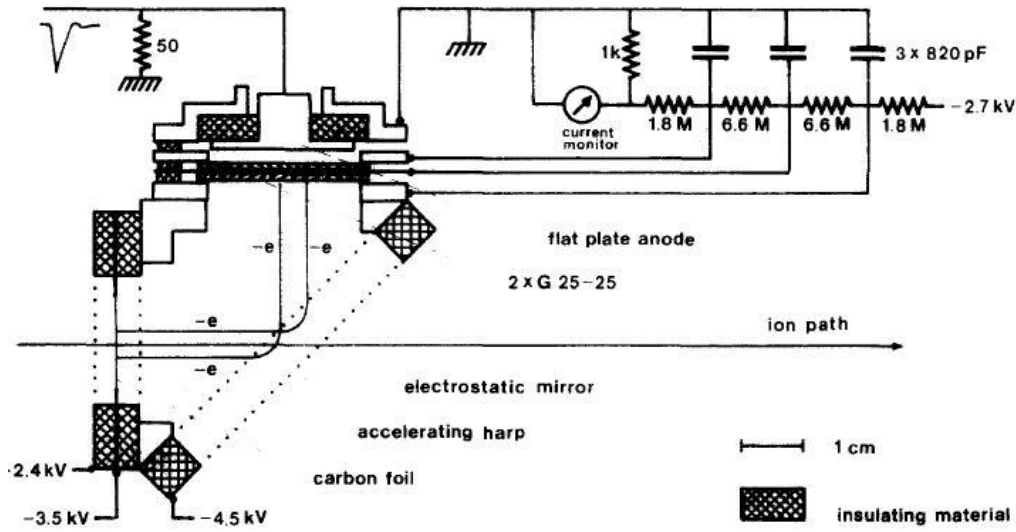 50
1k
3 x 820 pF
current
monitor
1.8 M
6.6 M
6.6 M
1.8 M
-2.7 kV
-e
-e
flat plate anode
2 x G 25-25
-e
ion path
-e
electrostatic mirror
accelerating harp
1 cm
-2.4 kV
carbon foil
-3.5 kV
-4.5 kV
insulating material